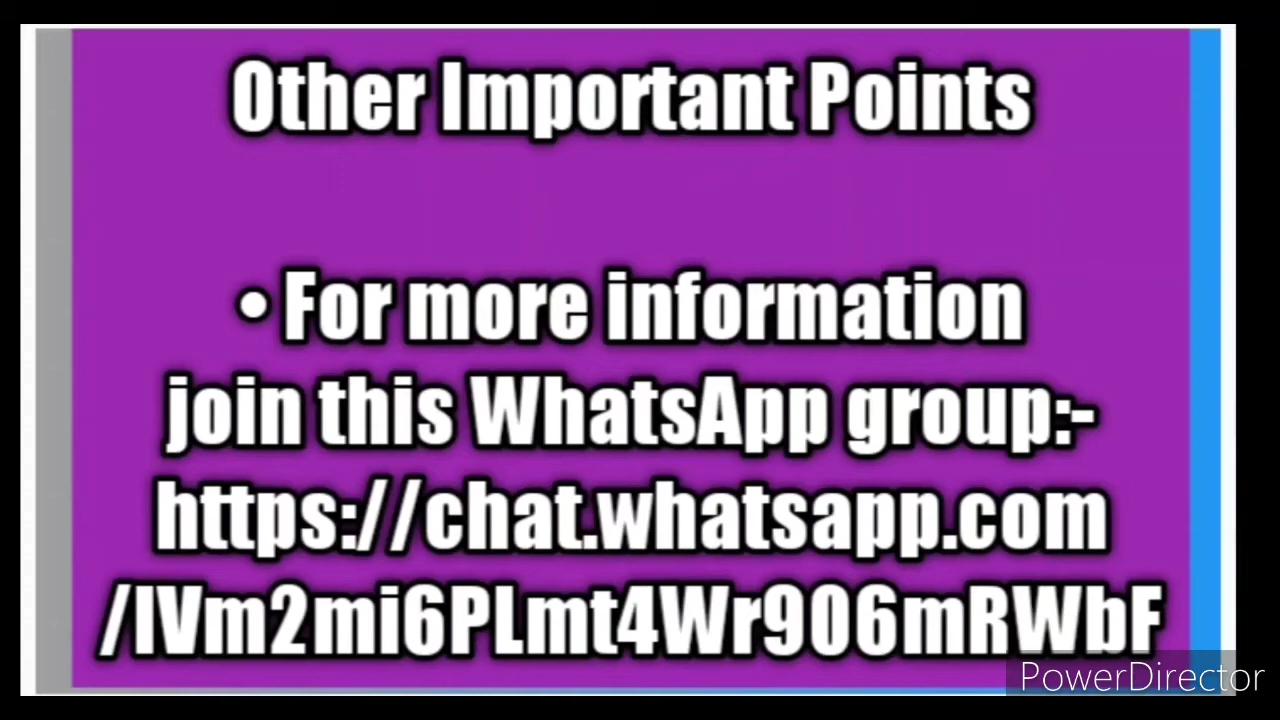 Other Important Points
• For more information
join this WhatsApp group:-
https://chat.whatsapp.com
/IVm2mi6PLmt4Wr906mRWbF
PowerDirector